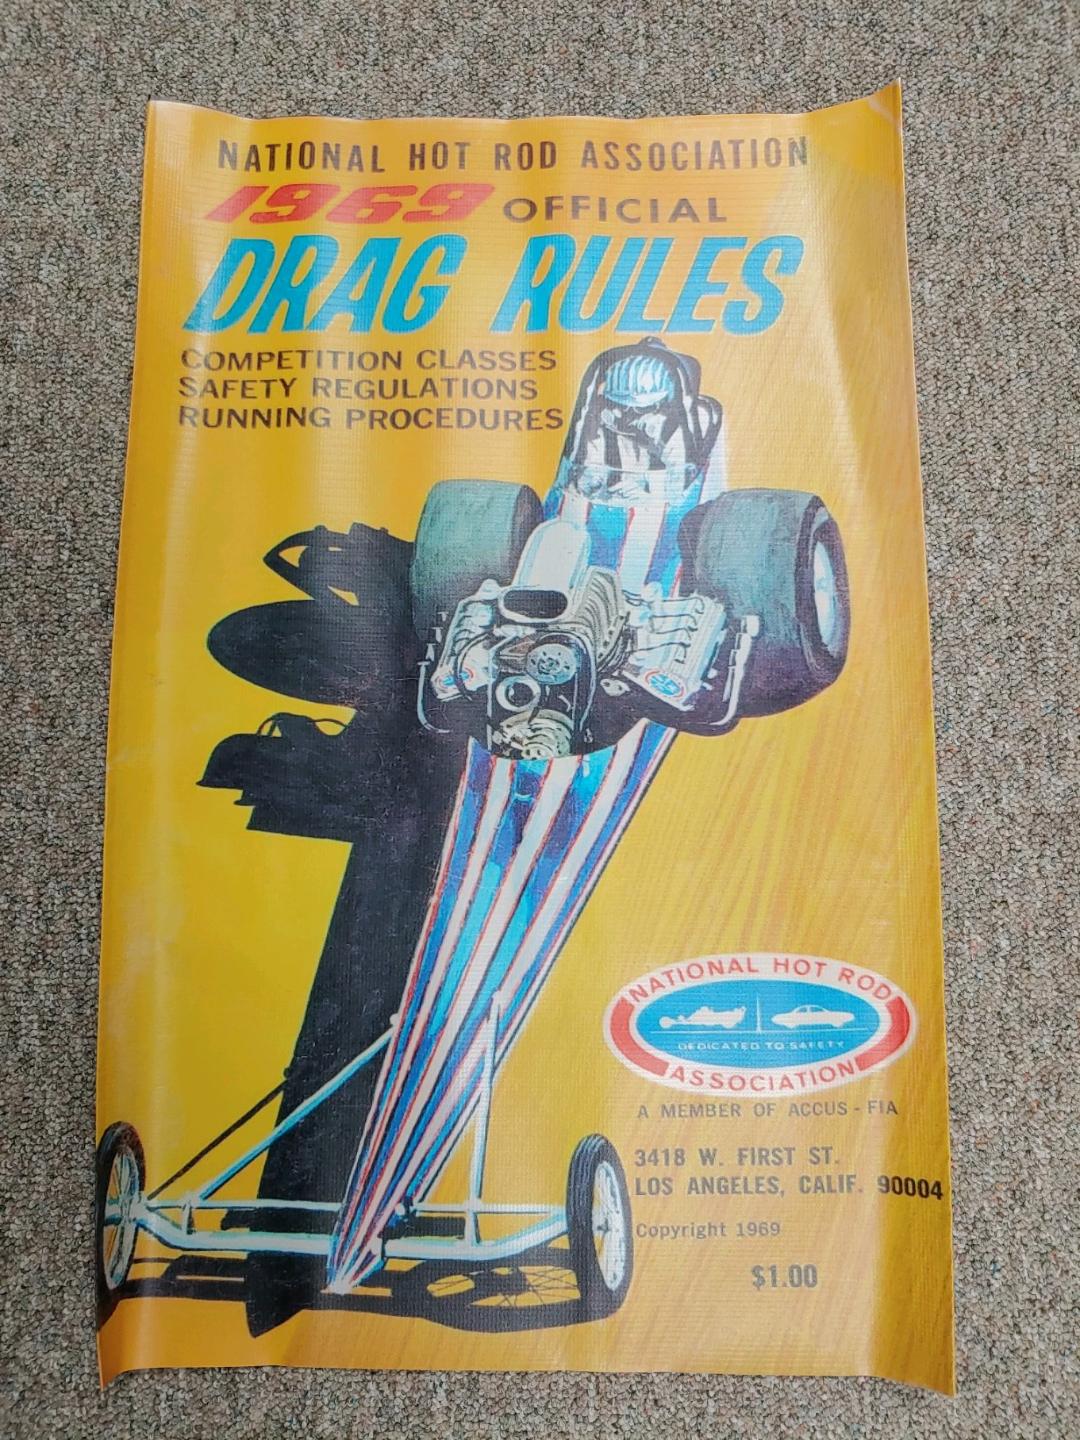 NATIONAL HOT ROD ASSOCIATION
1969 OFFICIAL
DRAG RULES
COMPETITION CLASSES
SAFETY REGULATIONS
RUNNING PROCEDURES
NATIONAL HOT ROD
DEDICATED TO SAFETY
ASSOCIATION
A MEMBER OF ACCUS - FIA
3418 W. FIRST ST.
LOS ANGELES, CALIF. 90004
Copyright 1969
$1.00